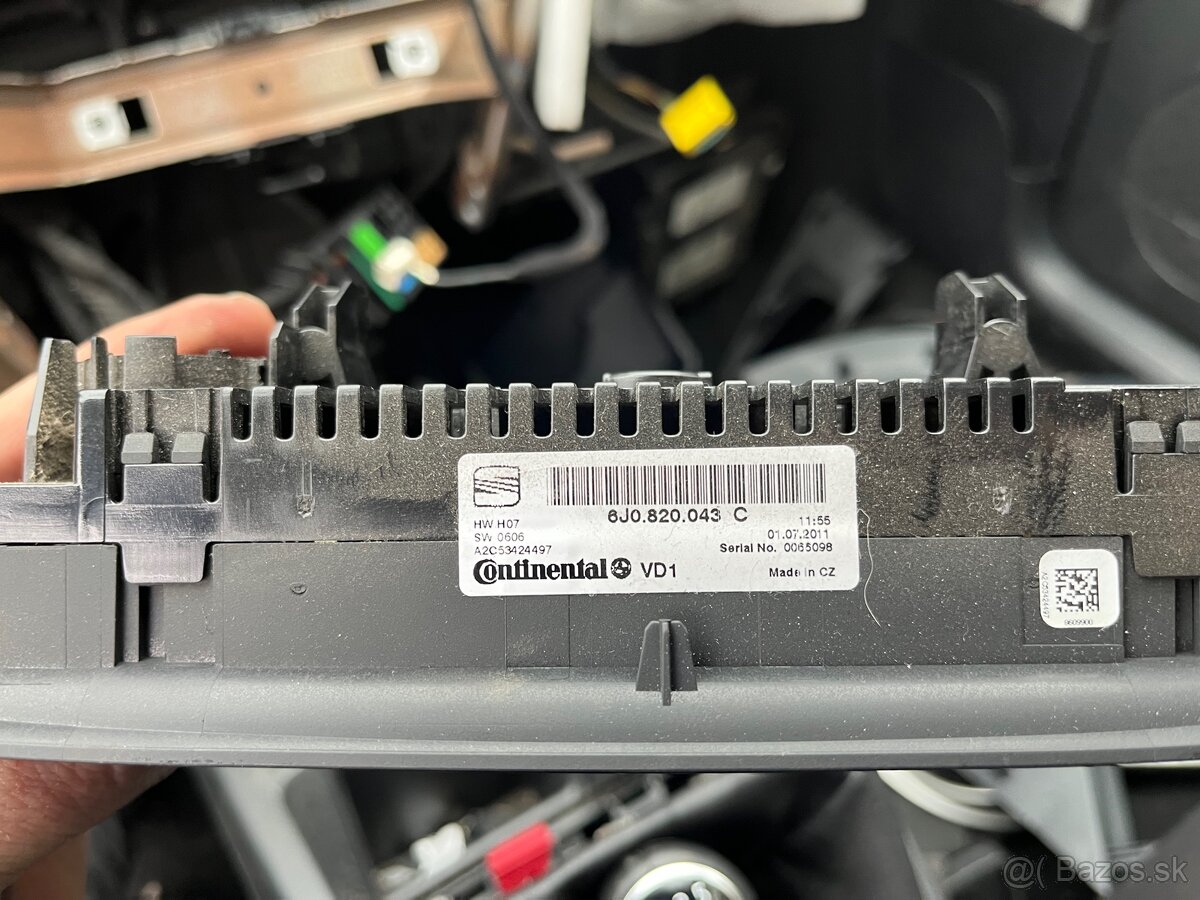 6J0.820.043 C
HW H07
11:55
SW 0606
01.07.2011
A2C53424497
Serial No. 0065098
Continental VD1
Made in CZ
A2C53424497
@( Bazos.sk